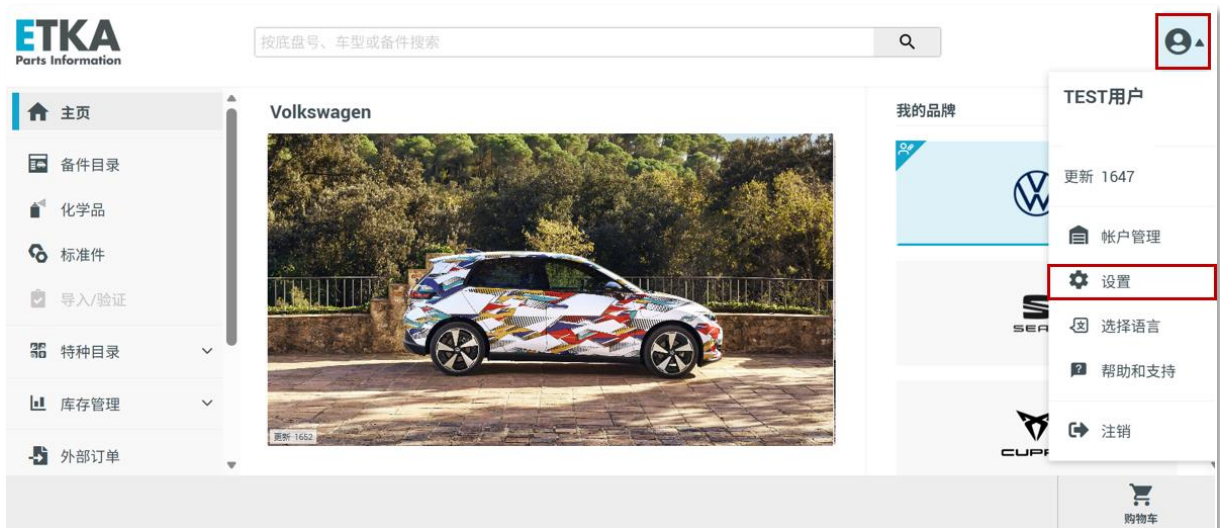 ETKA
Parts Information
按底盘号、车型或备件搜索
主页
备件目录
化学品
标准件
导入/验证
特种目录
库存管理
外部订单
Volkswagen
更新 1652
我的品牌
SEA
CUP
TEST用户
更新 1647
帐户管理
设置
选择语言
帮助和支持
注销
购物车